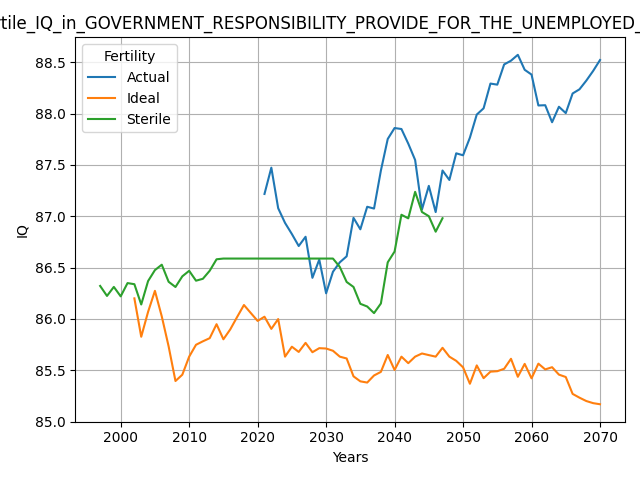 rtile_IQ_in_GOVERNMENT_RESPONSIBILITY_PROVIDE_FOR_THE_UNEMPLOYED_
Fertility
Actual
Ideal
Sterile
88.5
88.0
87.5
87.0
86.5
86.0
85.5
85.0
IQ
2000 2010 2020 2030 2040 2050 2060 2070
Years